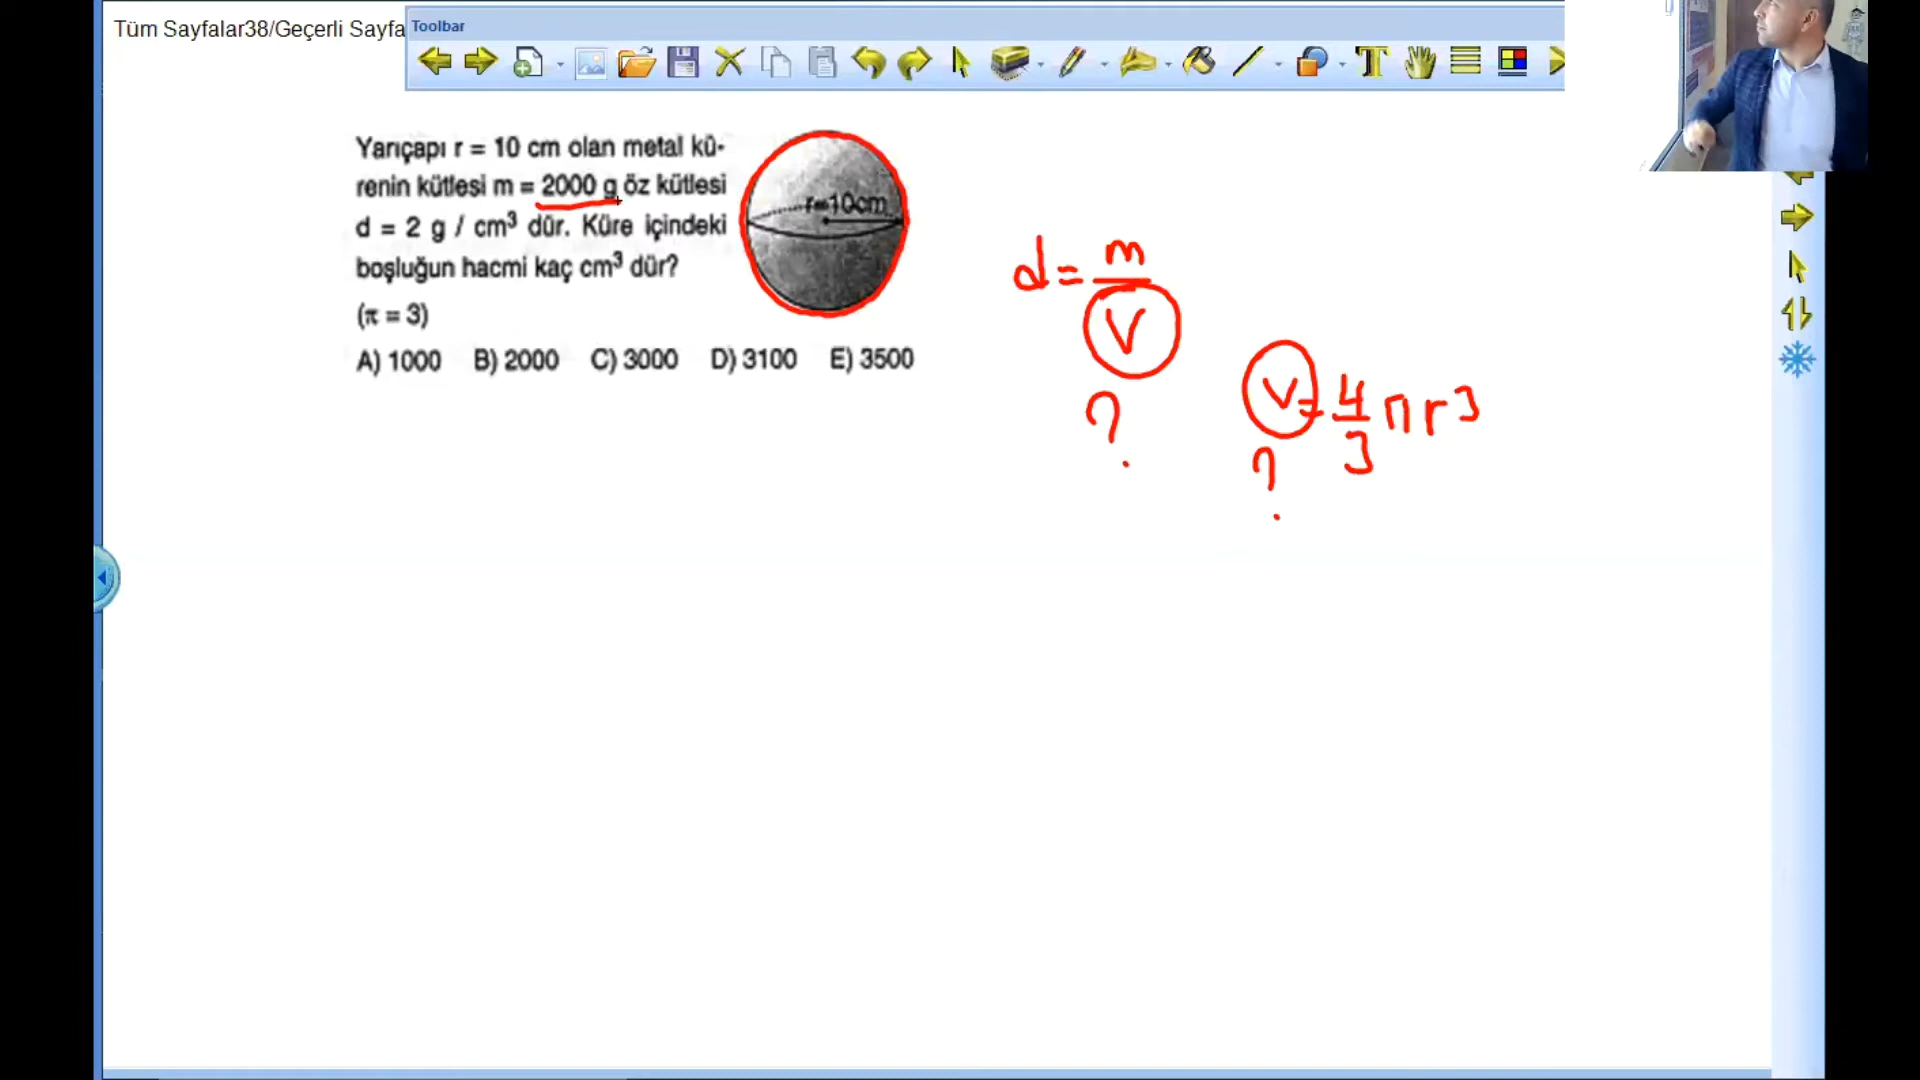 Tüm Sayfalar38/Geçerli Sayfa
Toolbar
Yarıçapı r = 10 cm olan metal kü-
renin kütlesi m = 2000 g öz kütlesi
d = 2 g / cm³ dür. Küre içindeki
boşluğun hacmi kaç cm³ dür?
(π = 3)
A) 1000 B) 2000 C) 3000 D) 3100 E) 3500
r=10cm
d = m/V
?
V = 4/3 π r3
?